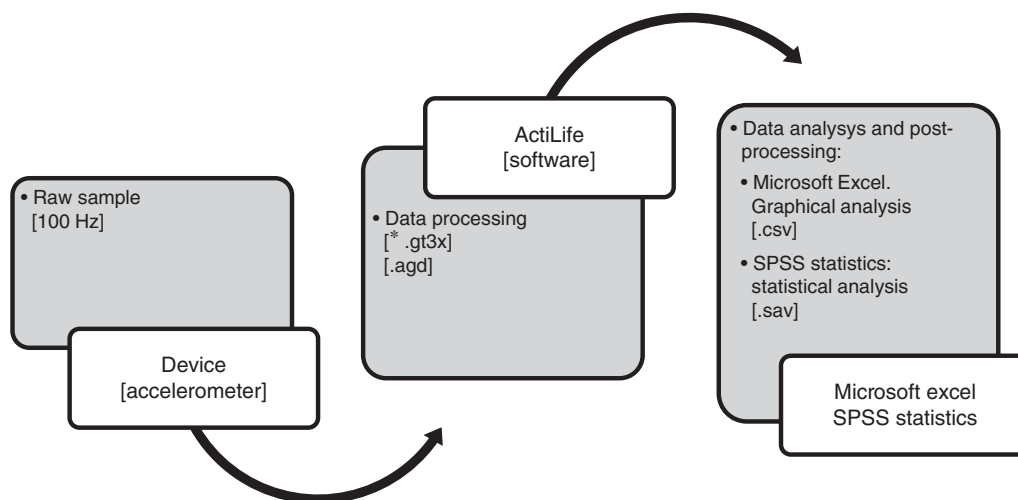 • Raw sample
[100 Hz]
Device
[accelerometer]
ActiLife
[software]
• Data processing
[* .gt3x]
[.agd]
• Data analysys and post-
processing:
• Microsoft Excel.
Graphical analysis
[.csv]
• SPSS statistics:
statistical analysis
[.sav]
Microsoft excel
SPSS statistics